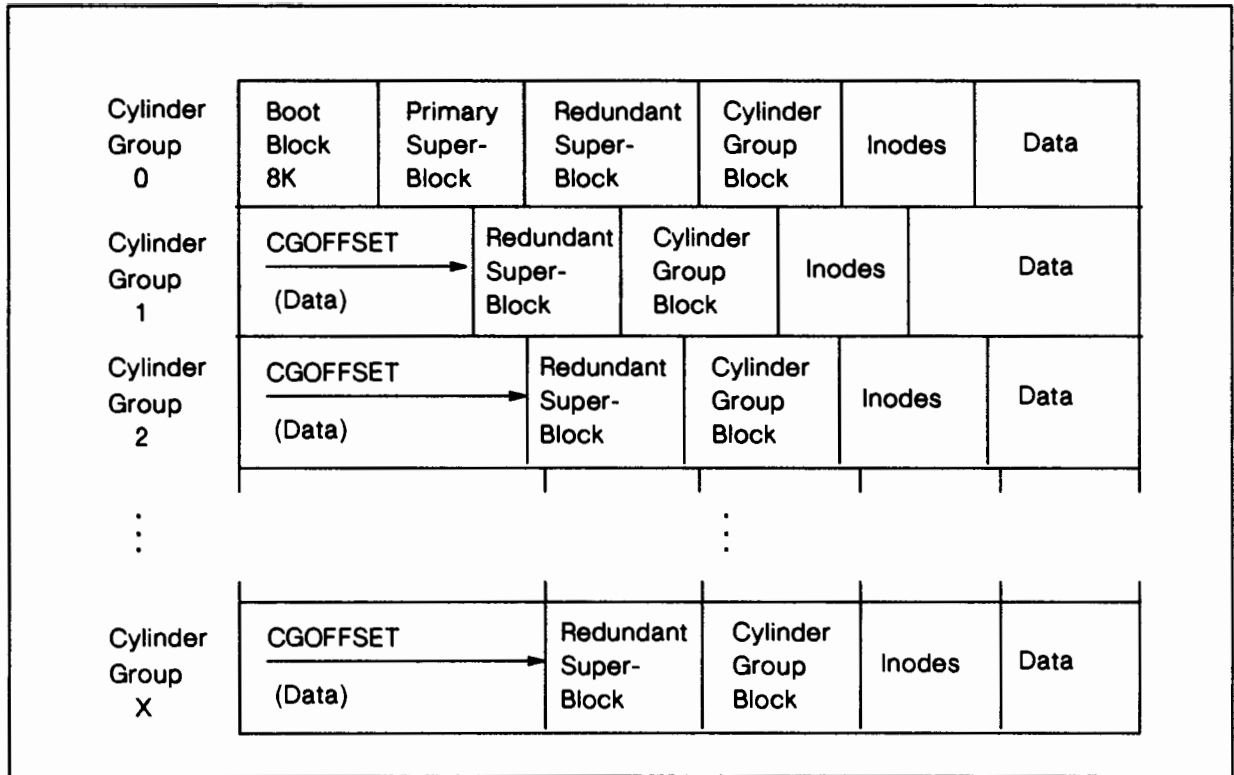 Cylinder
Group
0
Boot
Block
8K
Primary
Super-
Block
Redundant
Super-
Block
Cylinder
Group
Block
Inodes
Data
Cylinder
Group
1
CGOFFSET
(Data)
Redundant
Super-
Block
Cylinder
Group
Block
Inodes
Data
Cylinder
Group
2
CGOFFSET
(Data)
Redundant
Super-
Block
Cylinder
Group
Block
Inodes
Data
Cylinder
Group
X
CGOFFSET
(Data)
Redundant
Super-
Block
Cylinder
Group
Block
Inodes
Data